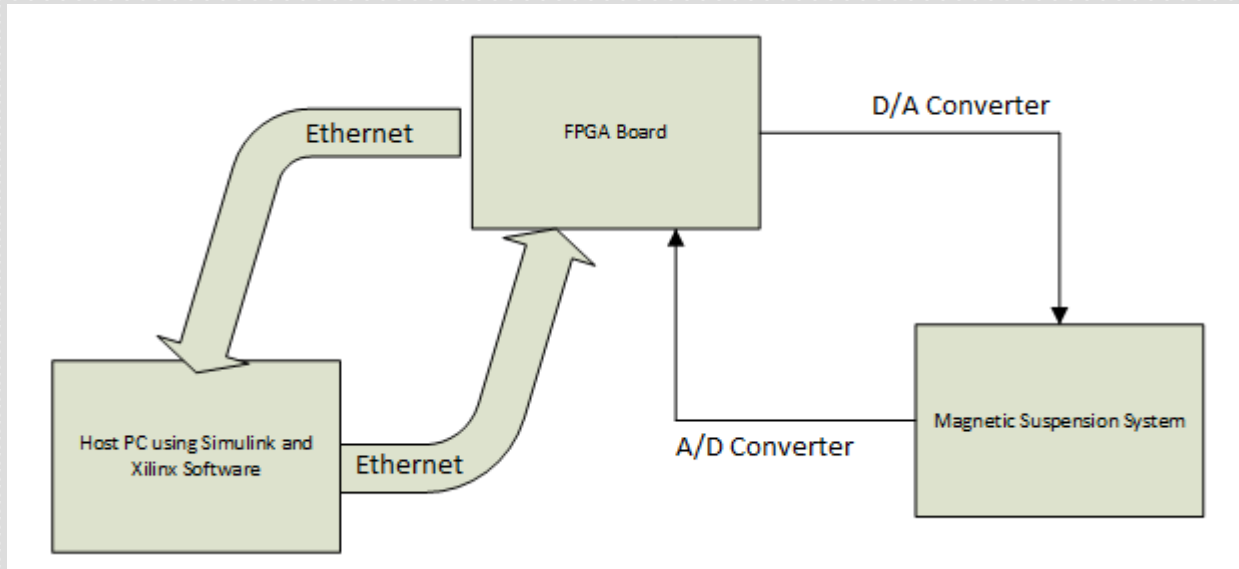 Ethernet
FPGA Board
D/A Converter
Host PC using Simulink and
Xilinx Software
Ethernet
A/D Converter
Magnetic Suspension System